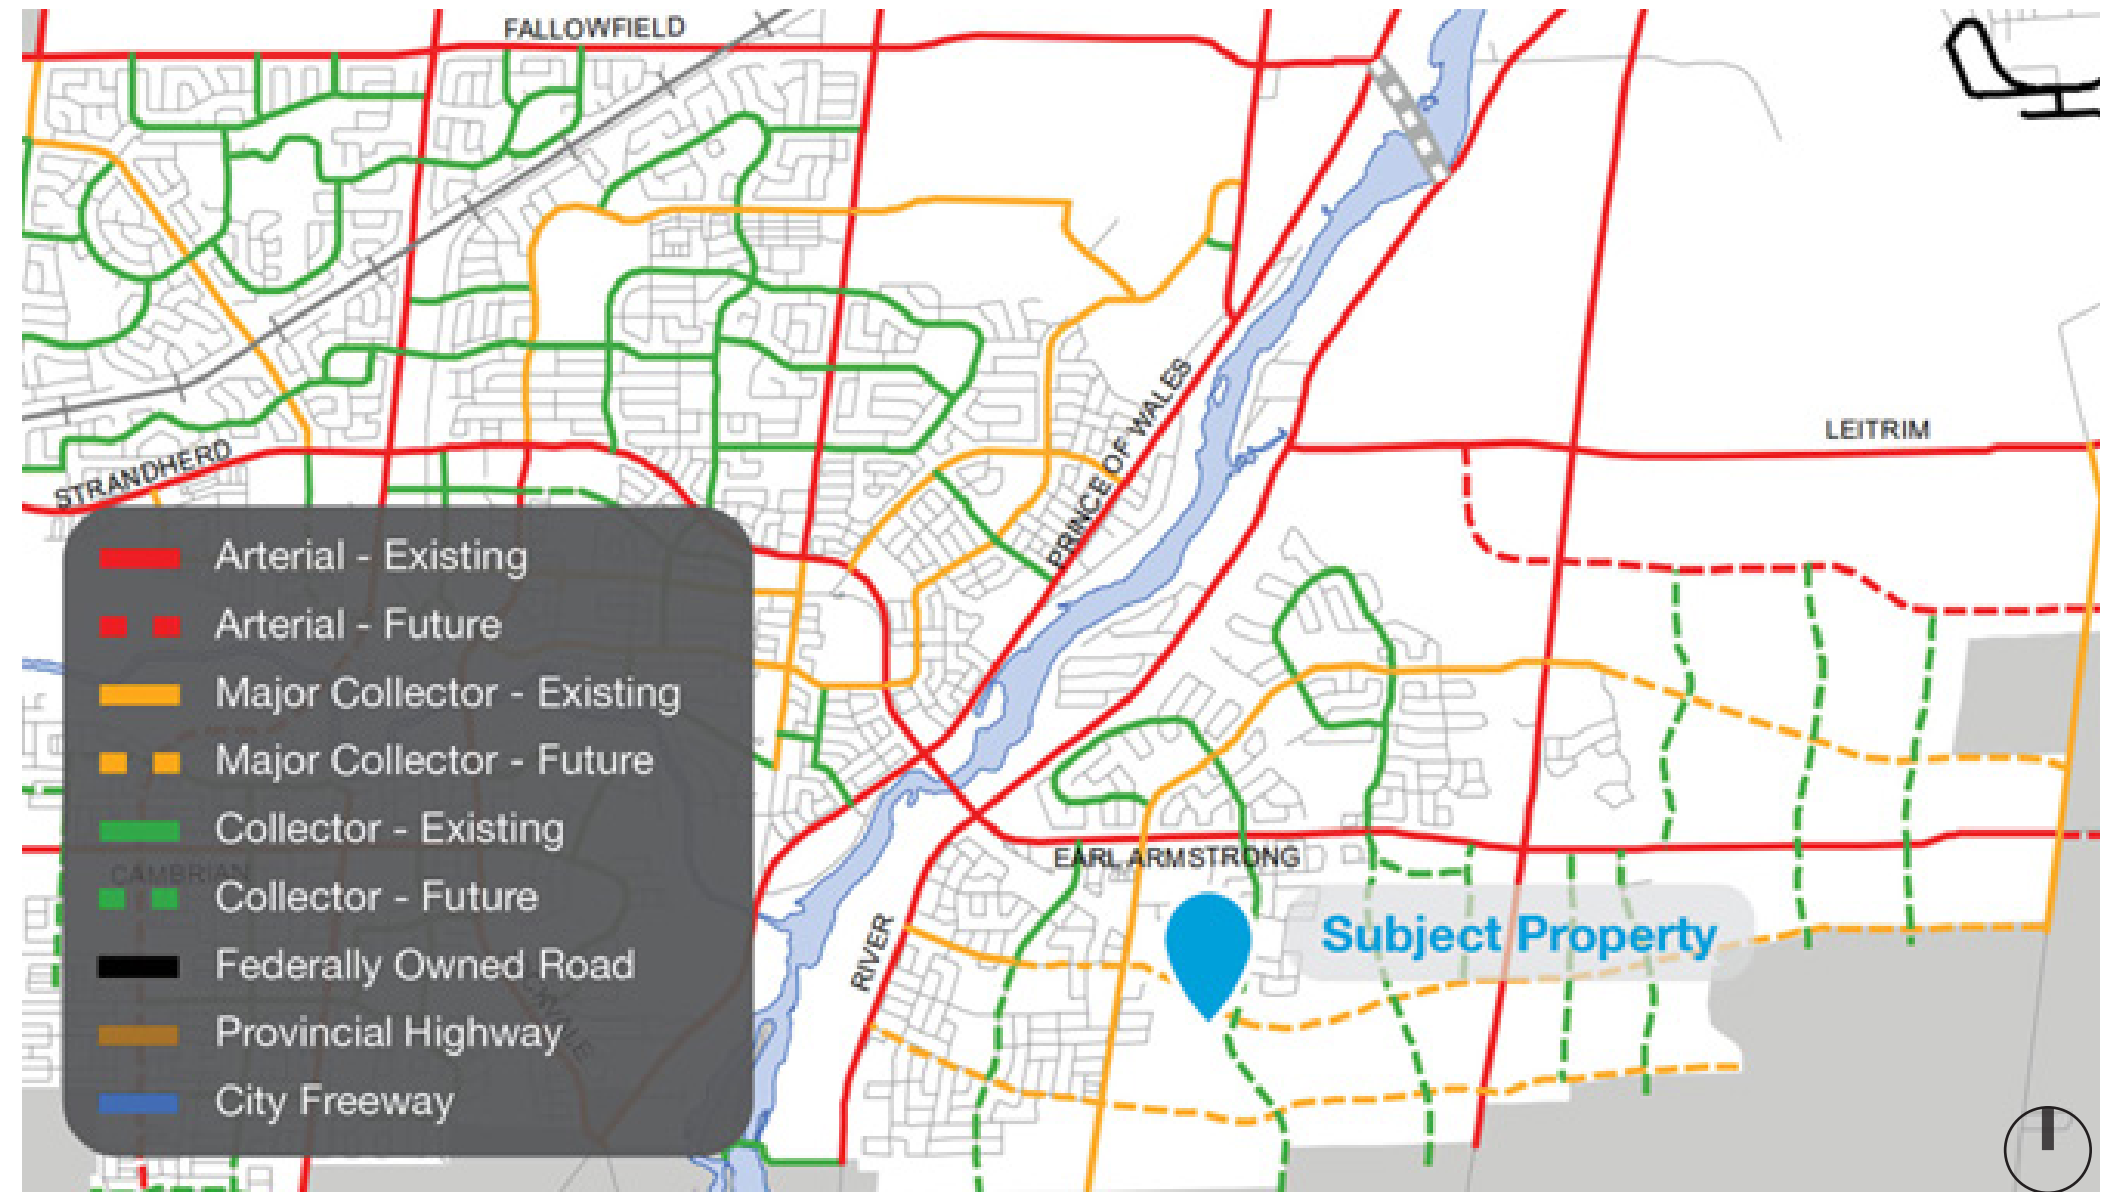 FALLOWFIELD
PRINCE OF WALES
LEITRIM
STRANDHERD
Arterial - Existing
Arterial - Future
Major Collector - Existing
Major Collector - Future
Collector - Existing
CAMBRIAN
Collector - Future
Federally Owned Road
Provincial Highway
City Freeway
EARL ARMSTRONG
RIVER
Subject Property